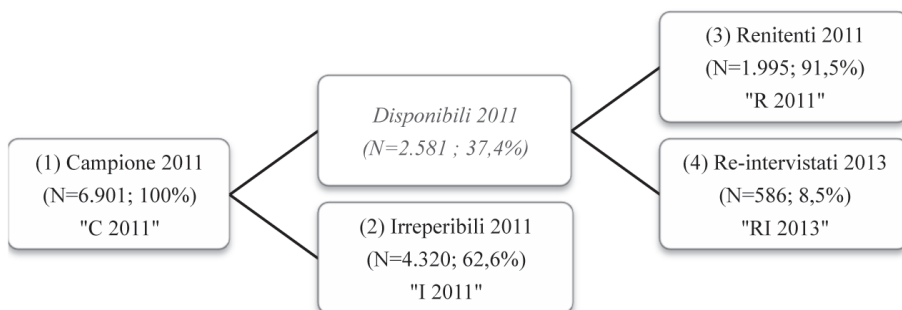 (1) Campione 2011
(N=6.901; 100%)
"C 2011"
Disponibili 2011
(N=2.581 ; 37,4%)
(2) Irreperibili 2011
(N=4.320; 62,6%)
"I 2011"
(3) Renitenti 2011
(N=1.995; 91,5%)
"R 2011"
(4) Re-intervistati 2013
(N=586; 8,5%)
"RI 2013"